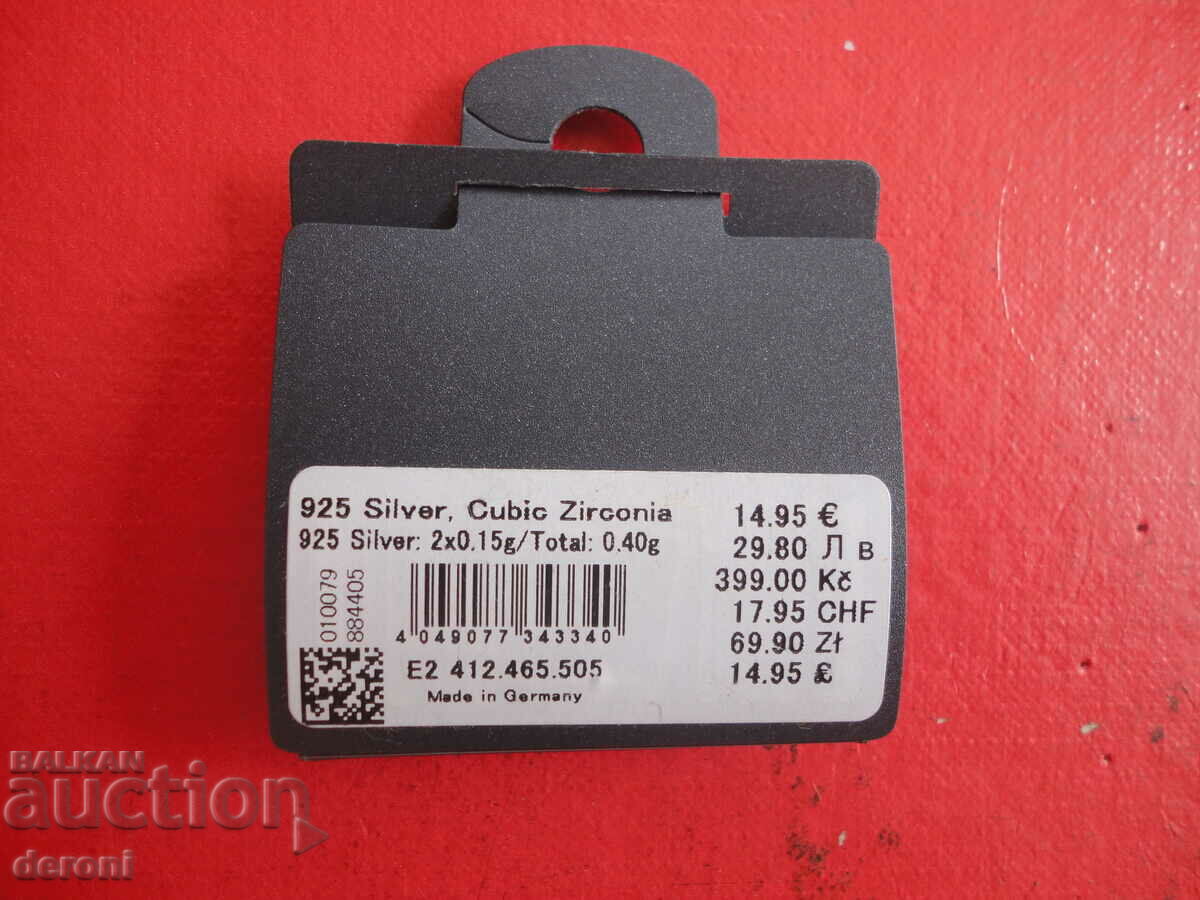 925 Silver, Cubic Zirconia
925 Silver: 2x0.15g/Total: 0.40g
010079
884405
4 049077 343340
E2 412.465.505
Made in Germany
14.95 €
29.80 Л в
399.00 Kč
17.95 CHF
69.90 Zł
14.95 £
BALKAN
auction
deroni